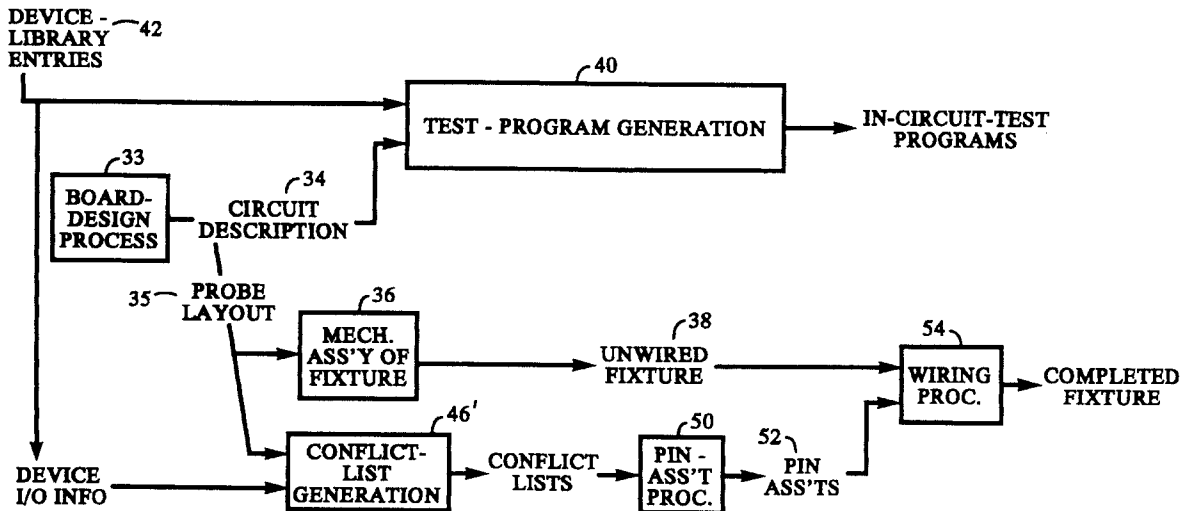 DEVICE -
LIBRARY
ENTRIES
42
40
TEST - PROGRAM GENERATION
IN-CIRCUIT-TEST
PROGRAMS
33
BOARD-
DESIGN
PROCESS
34
CIRCUIT
DESCRIPTION
35
PROBE
LAYOUT
36
MECH.
ASS'Y OF
FIXTURE
38
UNWIRED
FIXTURE
54
WIRING
PROC.
COMPLETED
FIXTURE
DEVICE
I/O INFO
46'
CONFLICT-
LIST
GENERATION
CONFLICT
LISTS
50
PIN -
ASS'T
PROC.
52
PIN
ASS'TS